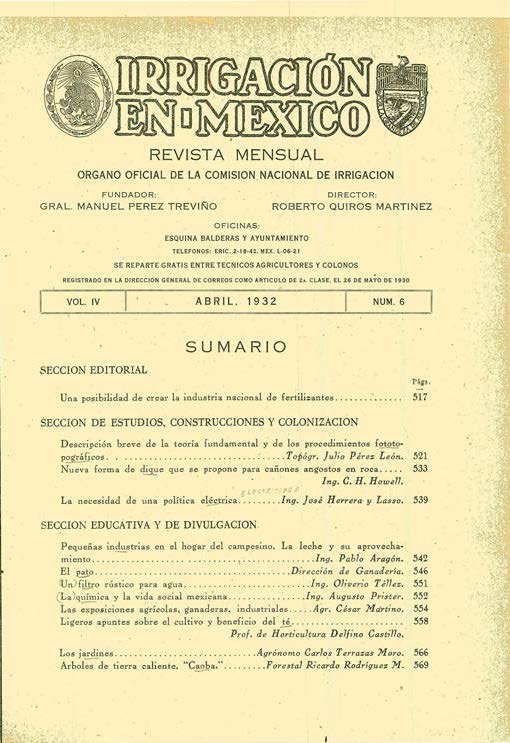 IRRIGACIÓN
EN-MEXICO
REVISTA MENSUAL
ORGANO OFICIAL DE LA COMISION NACIONAL DE IRRIGACION
FUNDADOR: DIRECTOR:
GRAL. MANUEL PEREZ TREVIÑO ROBERTO QUIROS MARTINEZ
OFICINAS:
ESQUINA BALDERAS Y AYUNTAMIENTO
TELEFONOS: ERIC. 2-18-42. MEX. L-06-21
SE REPARTE GRATIS ENTRE TECNICOS AGRICULTORES Y COLONOS
REGISTRADO EN LA DIRECCION GENERAL DE CORREOS COMO ARTICULO DE 2a. CLASE, EL 26 DE MAYO DE 1930
VOL. IV ABRIL, 1932 NUM. 6
SUMARIO
SECCION EDITORIAL
Págs.
Una posibilidad de crear la industria nacional de fertilizantes............. 517
SECCION DE ESTUDIOS, CONSTRUCCIONES Y COLONIZACION
Descripción breve de la teoría fundamental y de los procedimientos fototo-
pográficos. . ............................Topógr. Julio Pérez León. 521
Nueva forma de dique que se propone para cañones angostos en roca..... 533
Ing. C. H. Howell.
La necesidad de una política eléctrica..........Ing. José Herrera y Lasso. 539
SECCION EDUCATIVA Y DE DIVULGACION
Pequeñas industrias en el hogar del campesino. La leche y su aprovecha-
miento......................................Ing. Pablo Aragón. 542
El pato.................................Dirección de Ganadería. 546
Un filtro rústico para agua.......................Ing. Oliverio Téllez. 551
(La química y la vida social mexicana................Ing. Augusto Prister. 552
Las exposiciones agrícolas, ganaderas, industriales.....Agr. César Martino. 554
Ligeros apuntes sobre el cultivo y beneficio del té...................... 558
Prof. de Horticultura Delfino Castillo.
Los jardines.........................Agrónomo Carlos Terrazas Moro. 566
Arboles de tierra caliente. "Caoba."........Forestal Ricardo Rodríguez M. 569